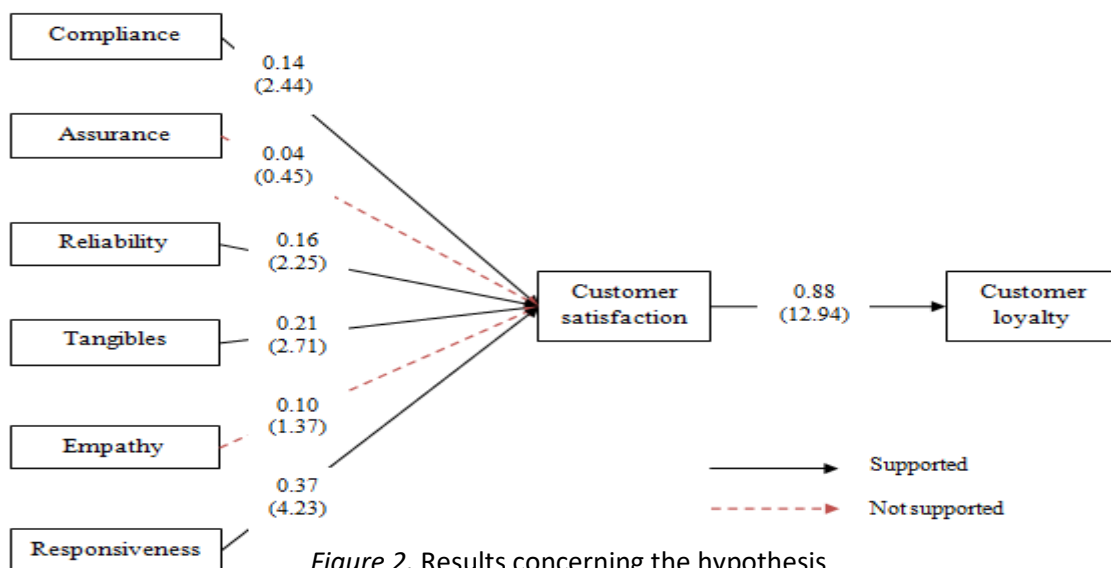 Compliance
0.14
(2.44)
Assurance
0.04
(0.45)
Reliability
0.16
(2.25)
Tangibles
0.21
(2.71)
Empathy
0.10
(1.37)
Responsiveness
0.37
(4.23)
Customer
satisfaction
0.88
(12.94)
Customer
loyalty
Supported
Not supported
Figure 2. Results concerning the hypothesis